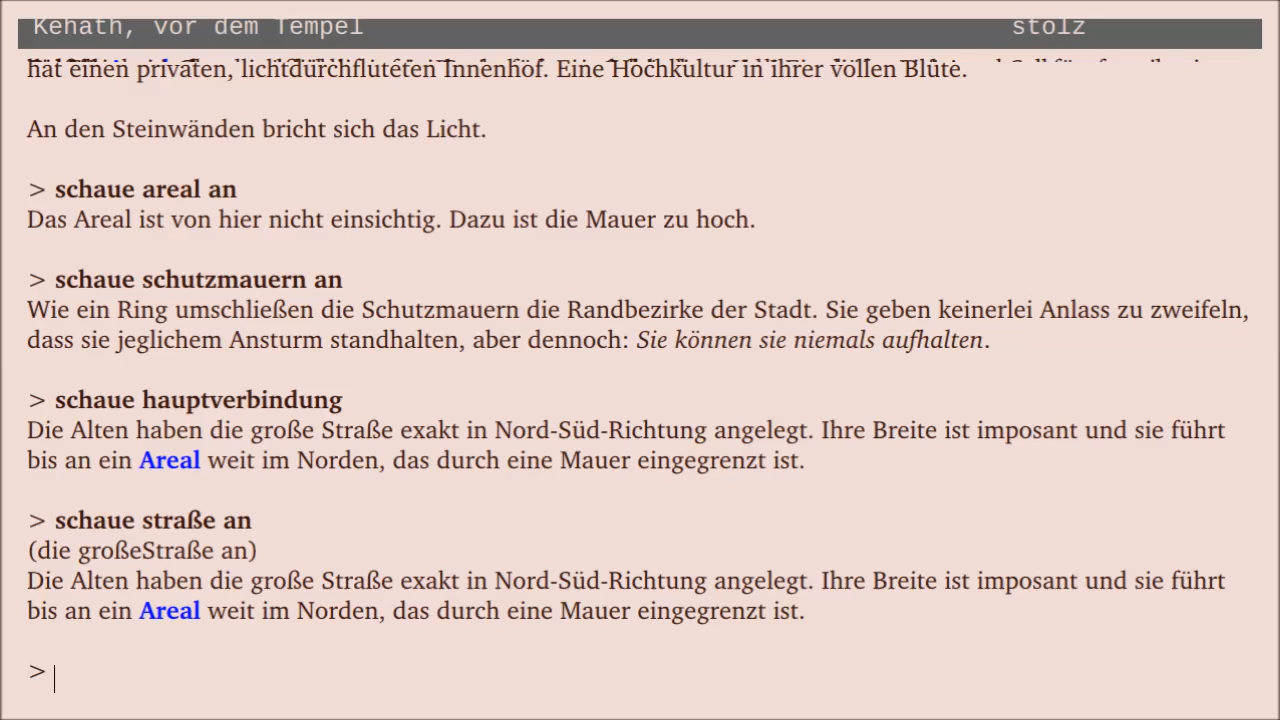 Kehath, vor dem Tempel stolz
hat einen privaten, lichtdurchfluteten Innenhof. Eine Hochkultur in ihrer vollen Blüte.
An den Steinwänden bricht sich das Licht.
> schaue areal an
Das Areal ist von hier nicht einsichtig. Dazu ist die Mauer zu hoch.
> schaue schutzmauern an
Wie ein Ring umschließen die Schutzmauern die Randbezirke der Stadt. Sie geben keinerlei Anlass zu zweifeln,
dass sie jeglichem Ansturm standhalten, aber dennoch: Sie können sie niemals aufhalten.
> schaue hauptverbindung
Die Alten haben die große Straße exakt in Nord-Süd-Richtung angelegt. Ihre Breite ist imposant und sie führt
bis an ein Areal weit im Norden, das durch eine Mauer eingegrenzt ist.
> schaue straße an
(die großeStraße an)
Die Alten haben die große Straße exakt in Nord-Süd-Richtung angelegt. Ihre Breite ist imposant und sie führt
bis an ein Areal weit im Norden, das durch eine Mauer eingegrenzt ist.
>